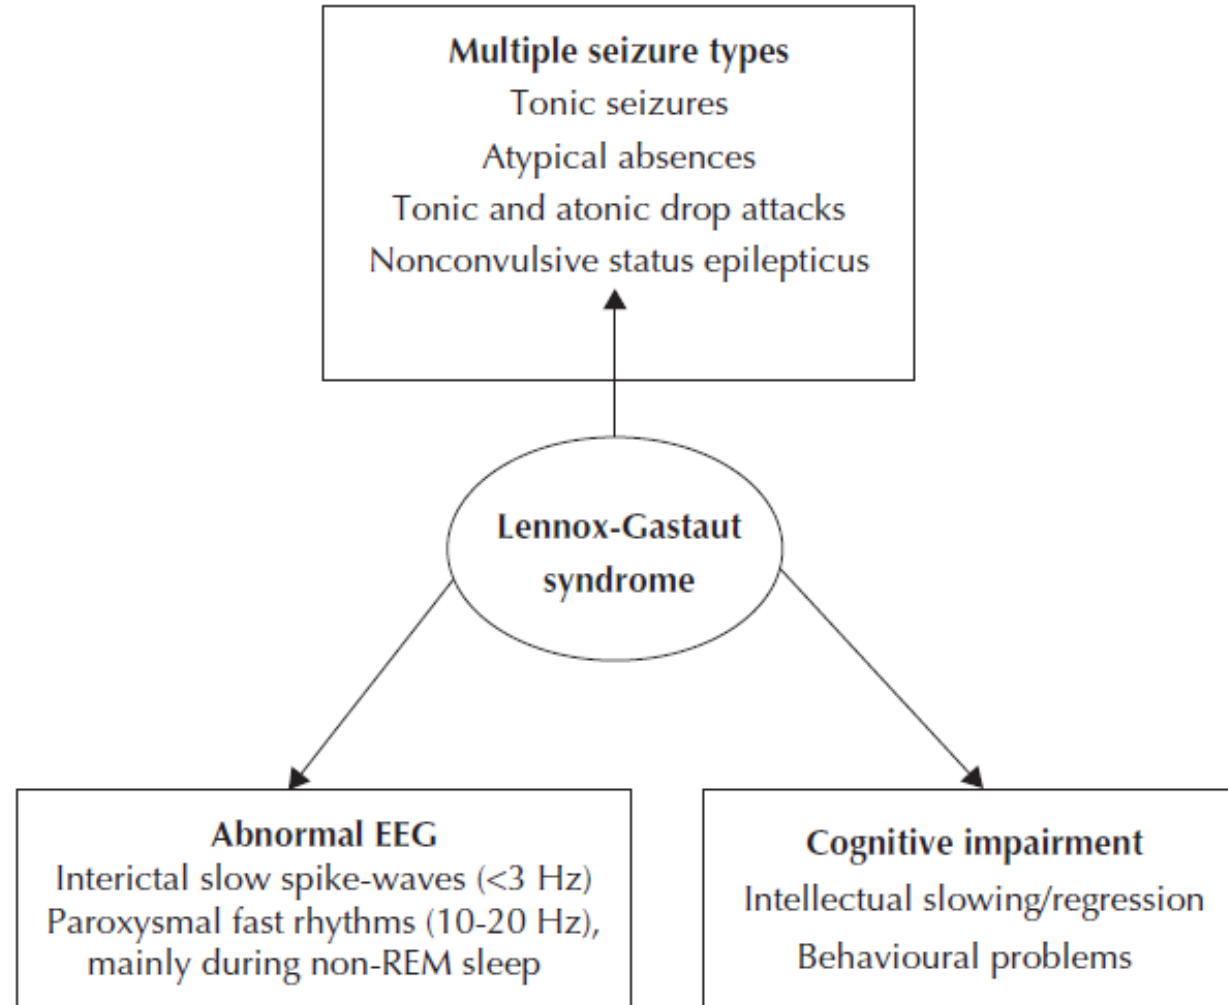 Multiple seizure types
Tonic seizures
Atypical absences
Tonic and atonic drop attacks
Nonconvulsive status epilepticus
Lennox-Gastaut
syndrome
Abnormal EEG
Interictal slow spike-waves (<3 Hz)
Paroxysmal fast rhythms (10-20 Hz),
mainly during non-REM sleep
Cognitive impairment
Intellectual slowing/regression
Behavioural problems